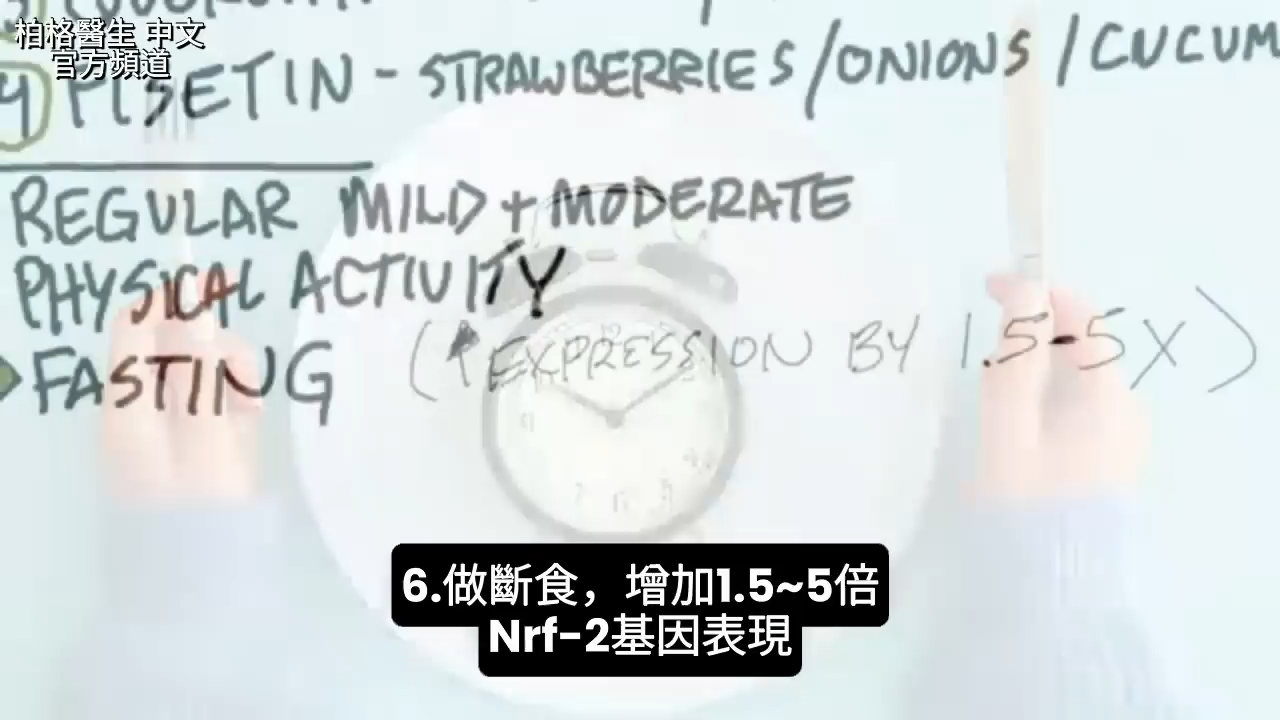 柏格醫生 中文
官方頻道
4) FISETIN - STRAWBERRIES/ONIONS/CUCUM
REGULAR MILD + MODERATE
PHYSICAL ACTIVITY
FASTING (↑ EXPRESSION BY 1.5-5X)
6.做斷食，增加1.5~5倍
Nrf-2基因表現